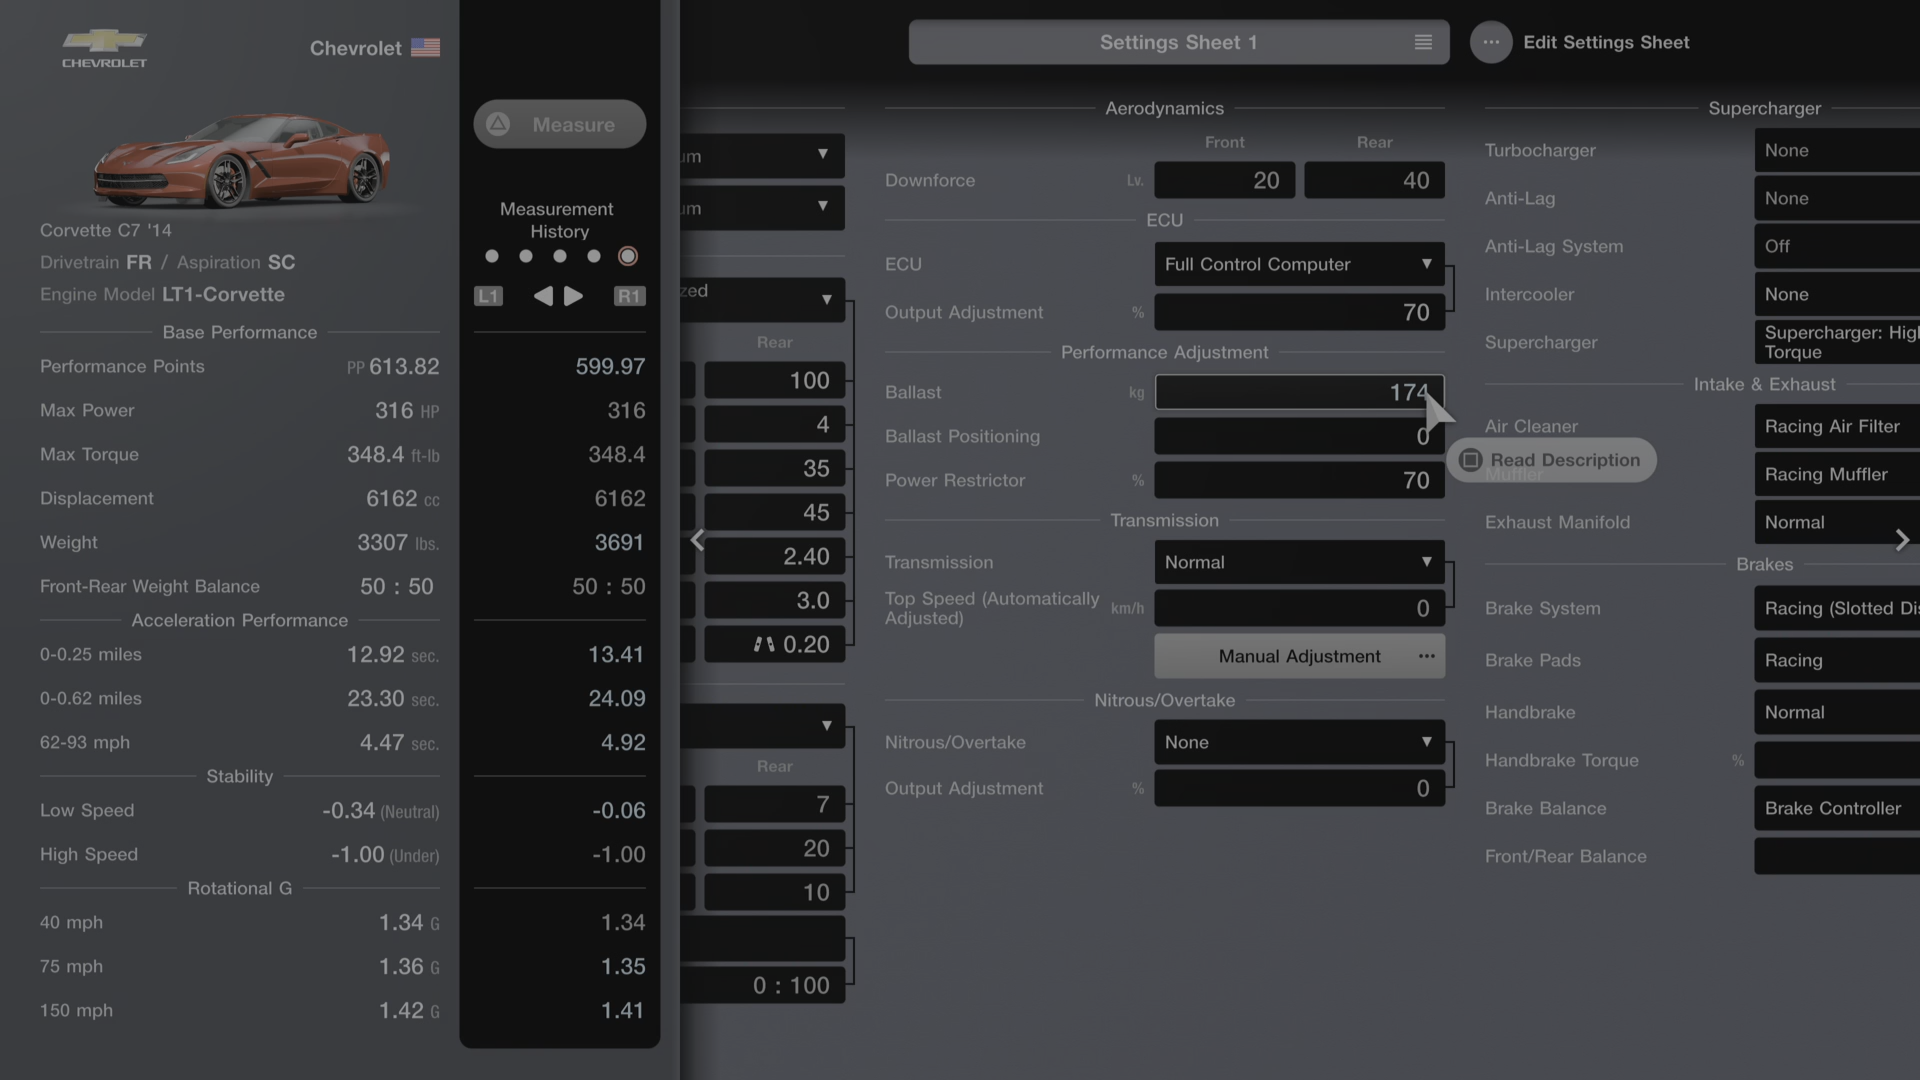 CHEVROLET
Chevrolet
Corvette C7 '14
Drivetrain FR / Aspiration SC
Engine Model LT1-Corvette
Base Performance
Performance Points PP 613.82
Max Power 316 HP
Max Torque 348.4 ft-lb
Displacement 6162 cc
Weight 3307 lbs.
Front-Rear Weight Balance 50 : 50
Acceleration Performance
0-0.25 miles 12.92 sec.
0-0.62 miles 23.30 sec.
62-93 mph 4.47 sec.
Stability
Low Speed -0.34 (Neutral)
High Speed -1.00 (Under)
Rotational G
40 mph 1.34 G
75 mph 1.36 G
150 mph 1.42 G
Measure
Measurement
History
L1 R1
599.97
316
348.4
6162
3691
50 : 50
13.41
24.09
4.92
-0.06
-1.00
1.34
1.35
1.41
Rear
100
4
35
45
2.40
3.0
0.20
Rear
7
20
10
0 : 100
Settings Sheet 1
Edit Settings Sheet
Aerodynamics
Front Rear
Downforce Lv. 20 40
ECU
ECU Full Control Computer
Output Adjustment % 70
Performance Adjustment
Ballast kg 174
Ballast Positioning 0
Power Restrictor % 70
Transmission
Transmission Normal
Top Speed (Automatically
Adjusted) km/h 0
Manual Adjustment
Nitrous/Overtake
Nitrous/Overtake None
Output Adjustment % 0
Supercharger
Turbocharger None
Anti-Lag None
Anti-Lag System Off
Intercooler None
Supercharger Supercharger: Hig
Torque
Intake & Exhaust
Air Cleaner Racing Air Filter
Read Description
Muffler Racing Muffler
Exhaust Manifold Normal
Brakes
Brake System Racing (Slotted Dis
Brake Pads Racing
Handbrake Normal
Handbrake Torque %
Brake Balance Brake Controller
Front/Rear Balance